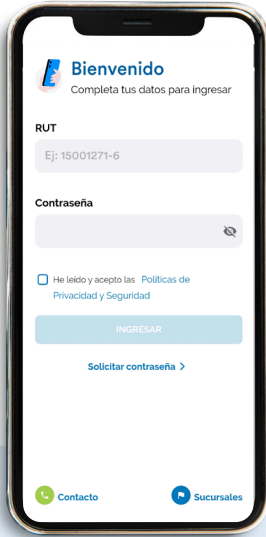 Bienvenido
Completa tus datos para ingresar
RUT
Ej: 15001271-6
Contraseña
He leído y acepto las Políticas de
Privacidad y Seguridad
INGRESAR
Solicitar contraseña >
Contacto
Sucursales